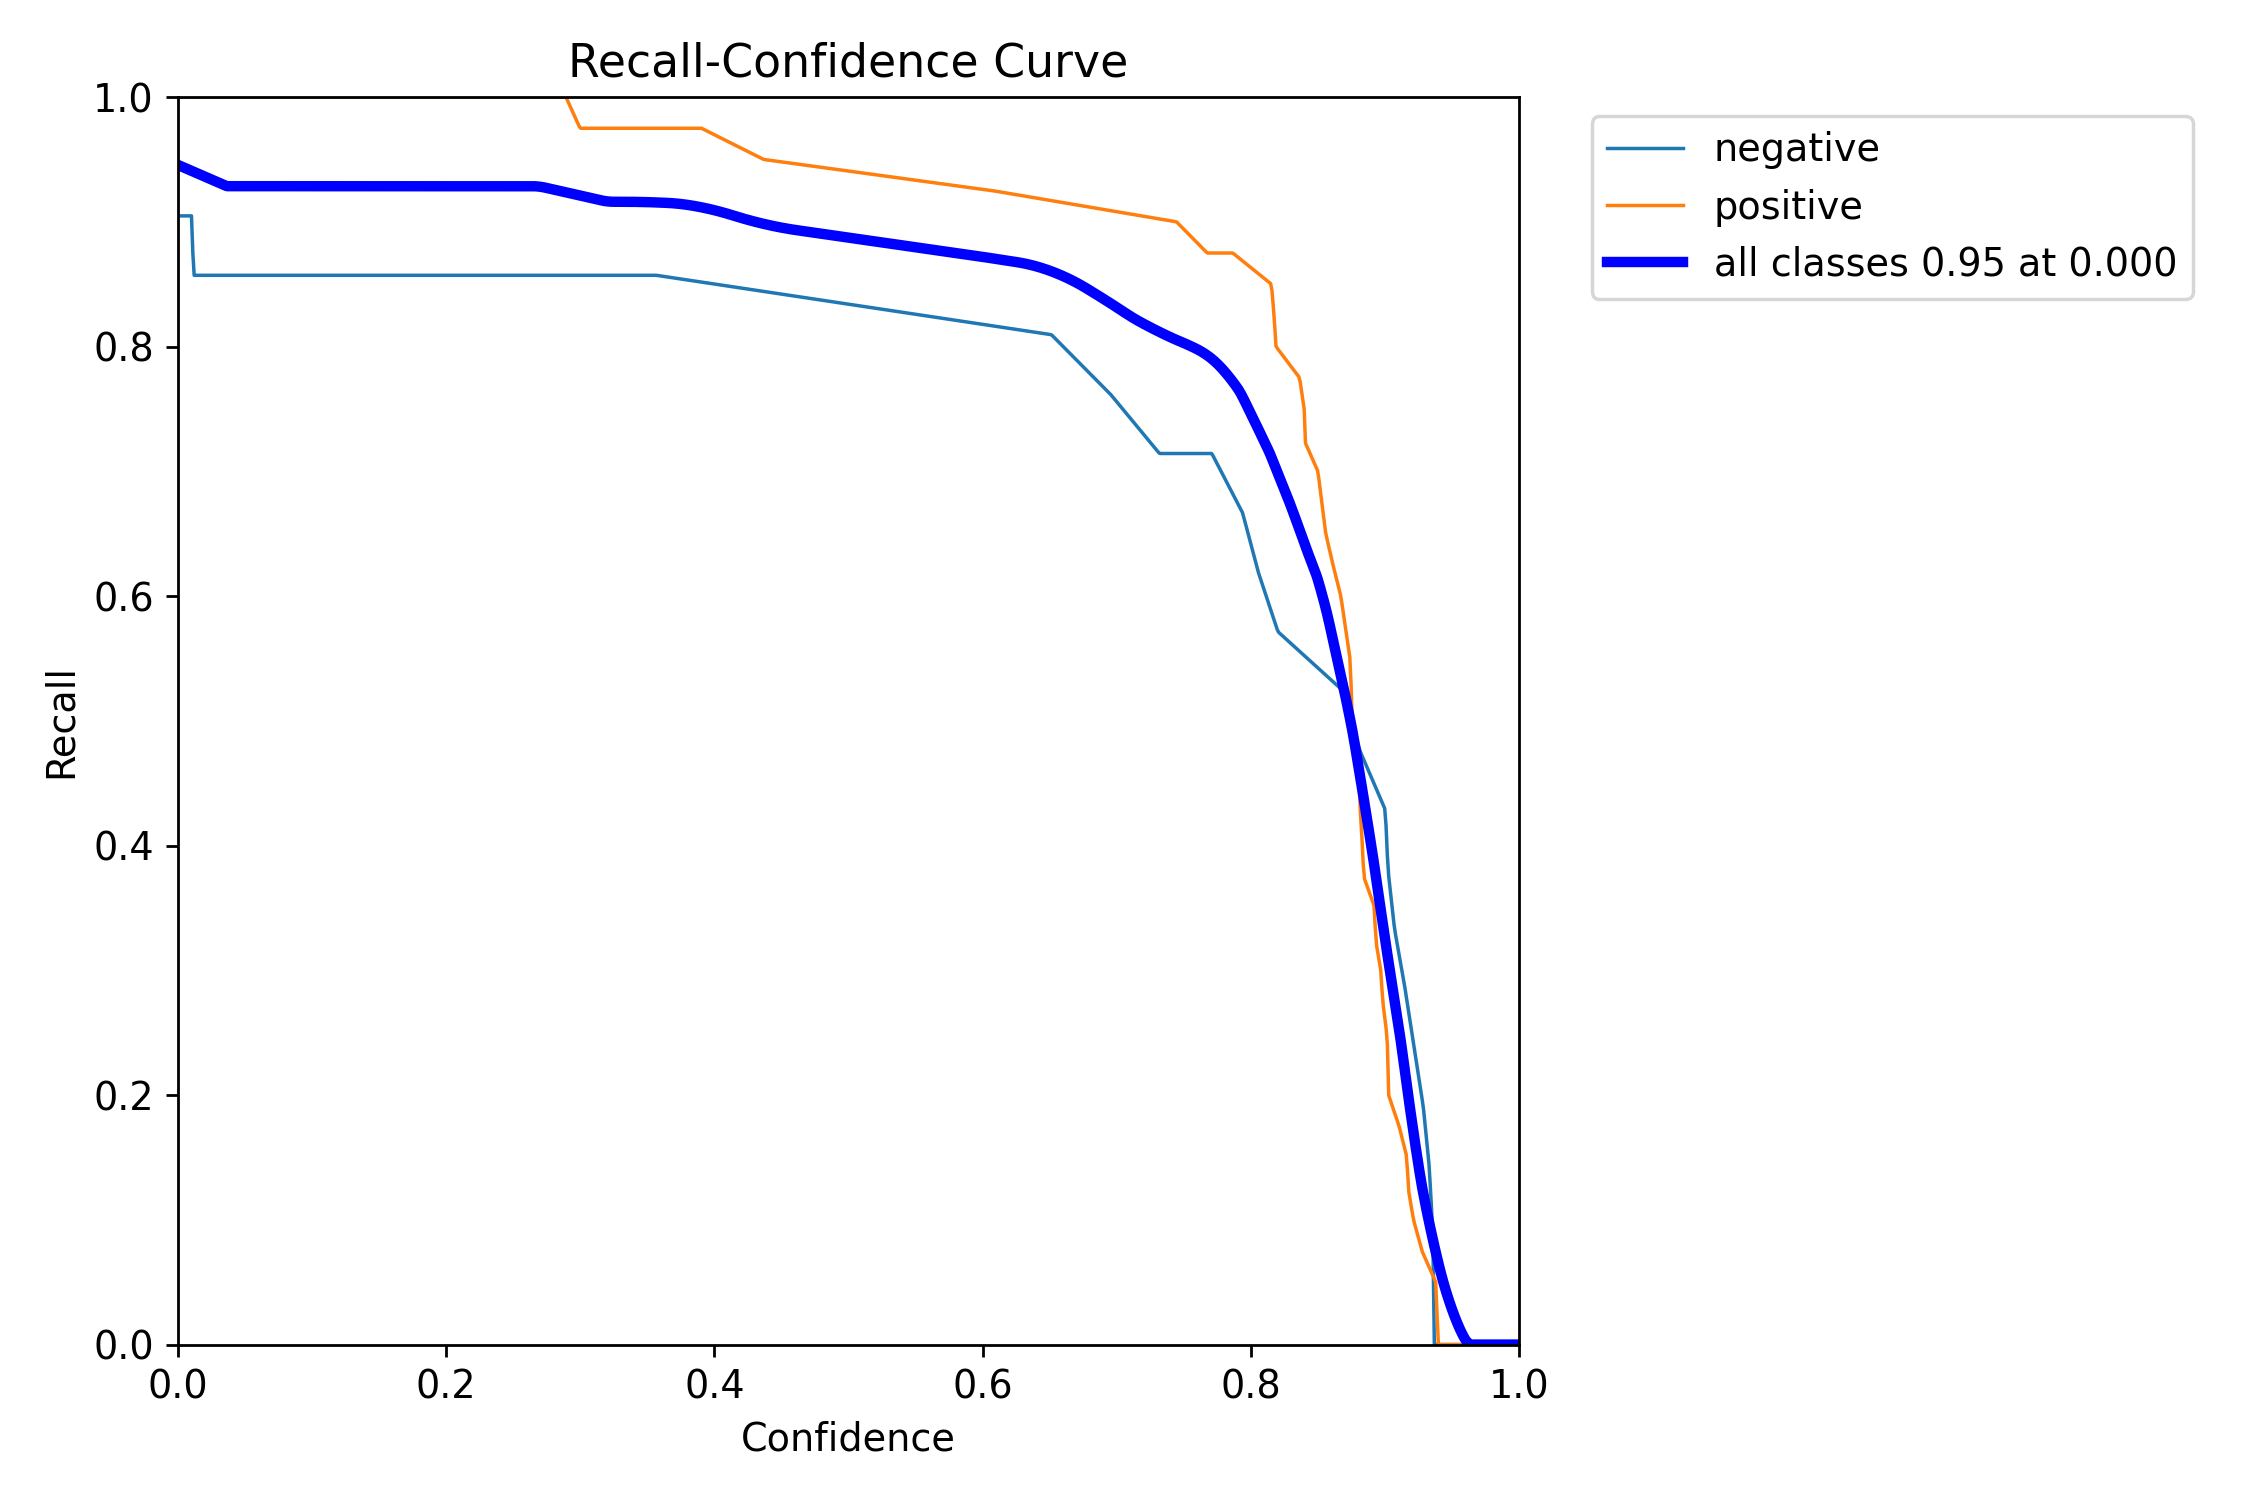 Recall-Confidence Curve
1.0
0.8
0.6
0.4
0.2
0.0
Recall
0.0 0.2 0.4 0.6 0.8 1.0
Confidence
negative
positive
all classes 0.95 at 0.000